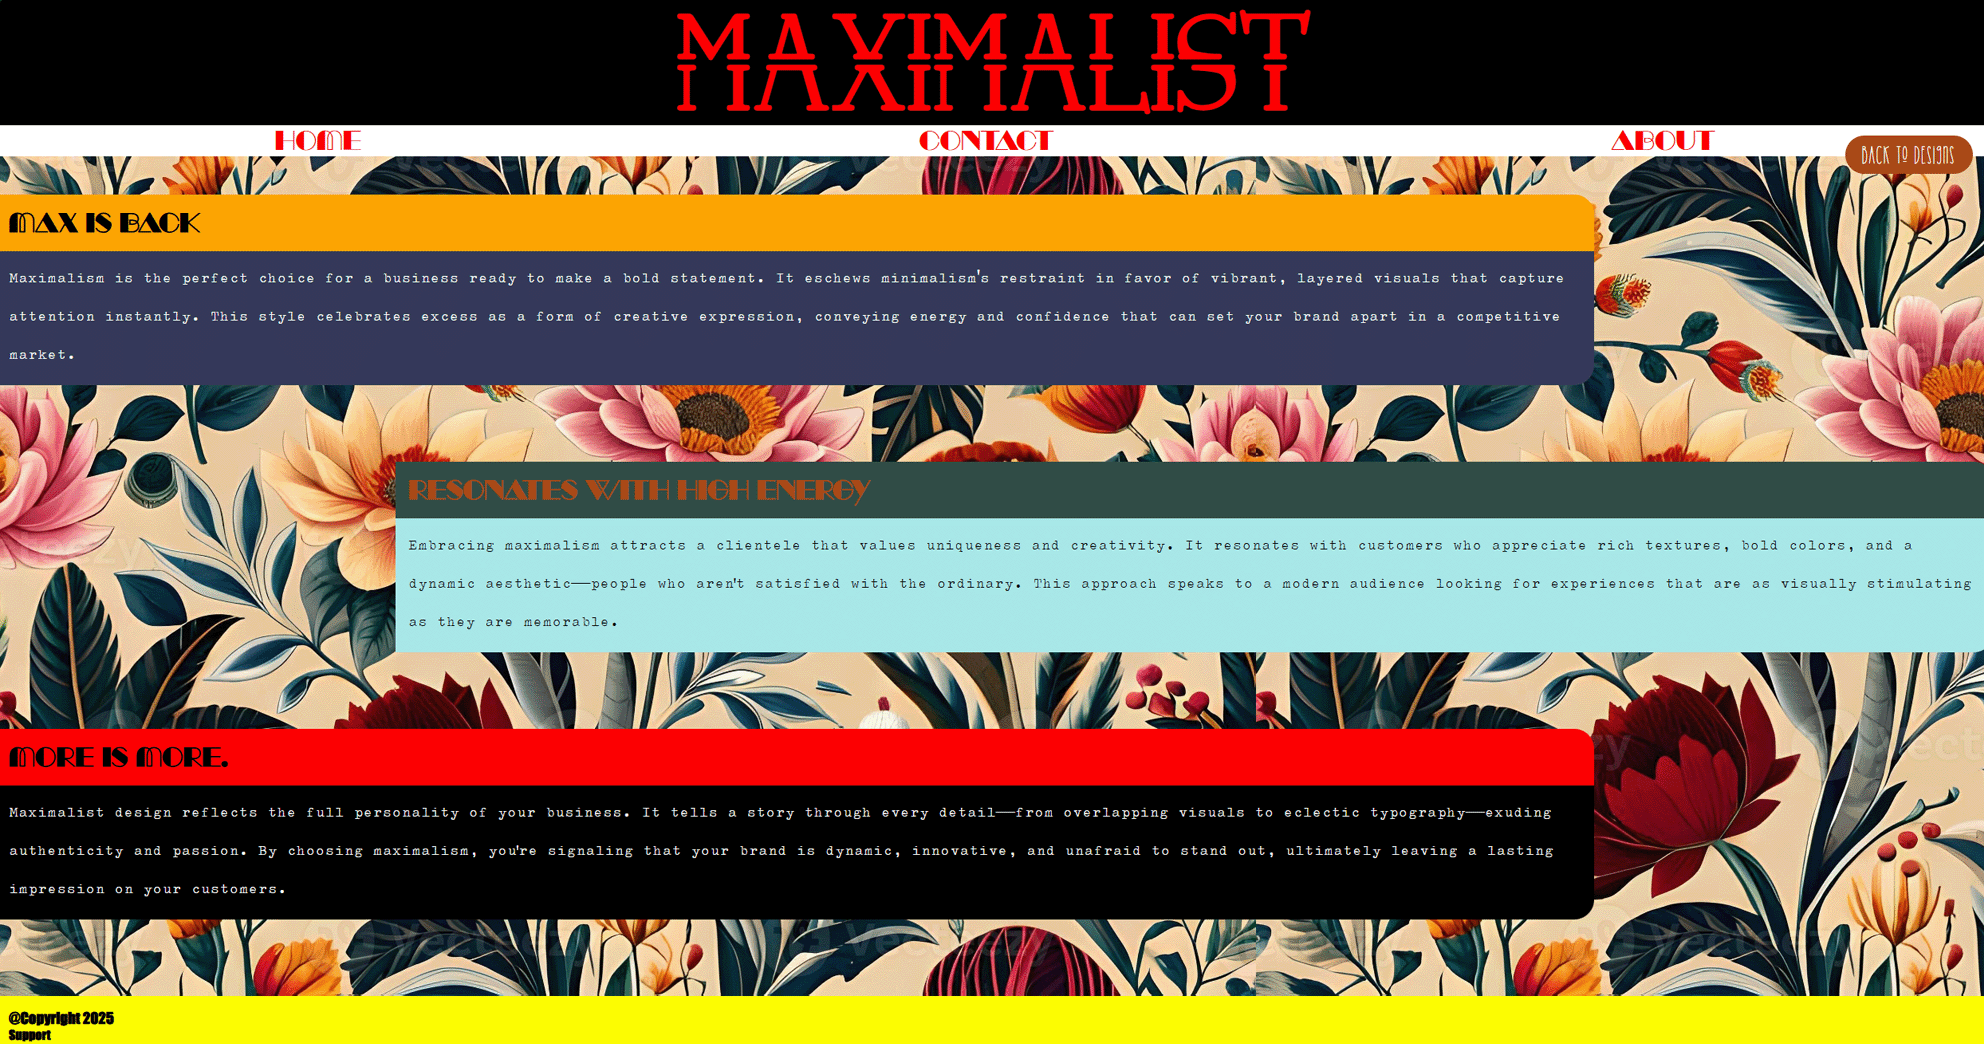 MAXIMALIST
HOME
CONTACT
ABOUT
BACK TO DESIGNS
MAX IS BACK
Maximalism is the perfect choice for a business ready to make a bold statement. It eschews minimalism's restraint in favor of vibrant, layered visuals that capture
attention instantly. This style celebrates excess as a form of creative expression, conveying energy and confidence that can set your brand apart in a competitive
market.
RESONATES WITH HIGH ENERGY
Embracing maximalism attracts a clientele that values uniqueness and creativity. It resonates with customers who appreciate rich textures, bold colors, and a
dynamic aesthetic—people who aren't satisfied with the ordinary. This approach speaks to a modern audience looking for experiences that are as visually stimulating
as they are memorable.
MORE IS MORE.
Maximalist design reflects the full personality of your business. It tells a story through every detail—from overlapping visuals to eclectic typography—exuding
authenticity and passion. By choosing maximalism, you're signaling that your brand is dynamic, innovative, and unafraid to stand out, ultimately leaving a lasting
impression on your customers.
Vecteezy
@Copyright 2025
Support